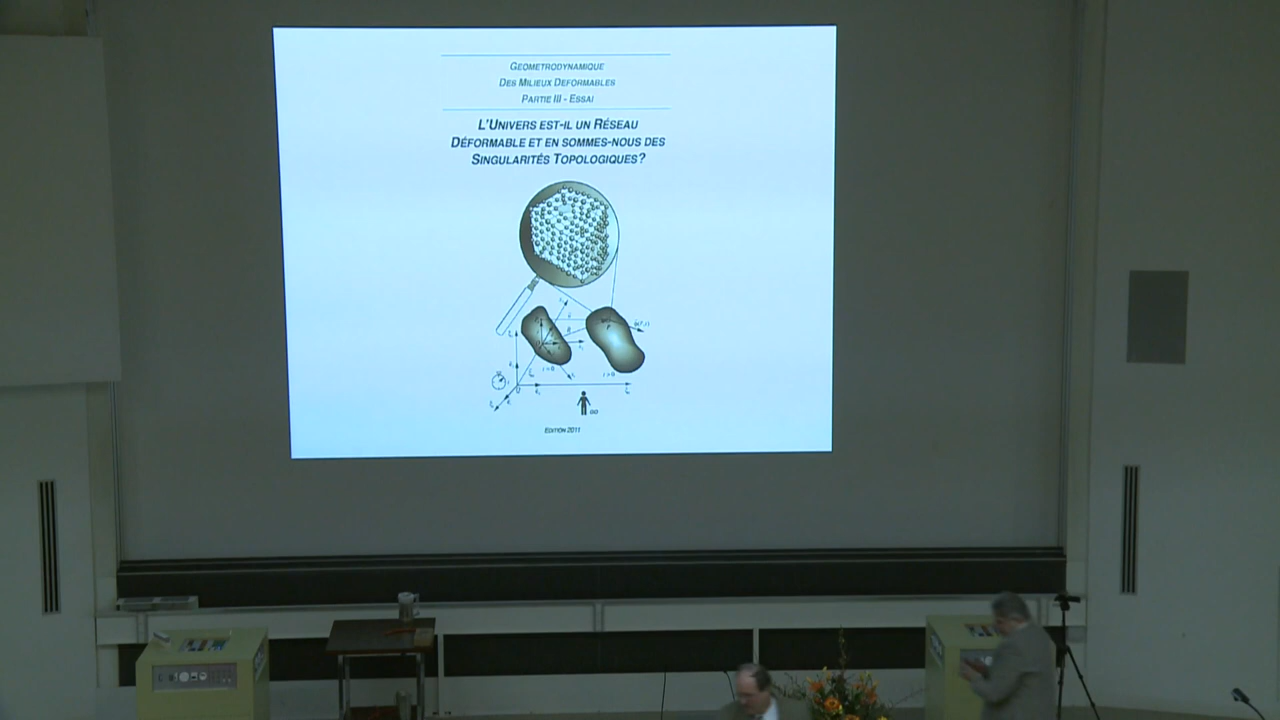 GEOMETRODYNAMIQUE
DES MILIEUX DEFORMABLES
PARTIE III - ESSAI
L'UNIVERS EST-IL UN RÉSEAU
DÉFORMABLE ET EN SOMMES-NOUS DES
SINGULARITÉS TOPOLOGIQUES?
GO
EDITION 2011